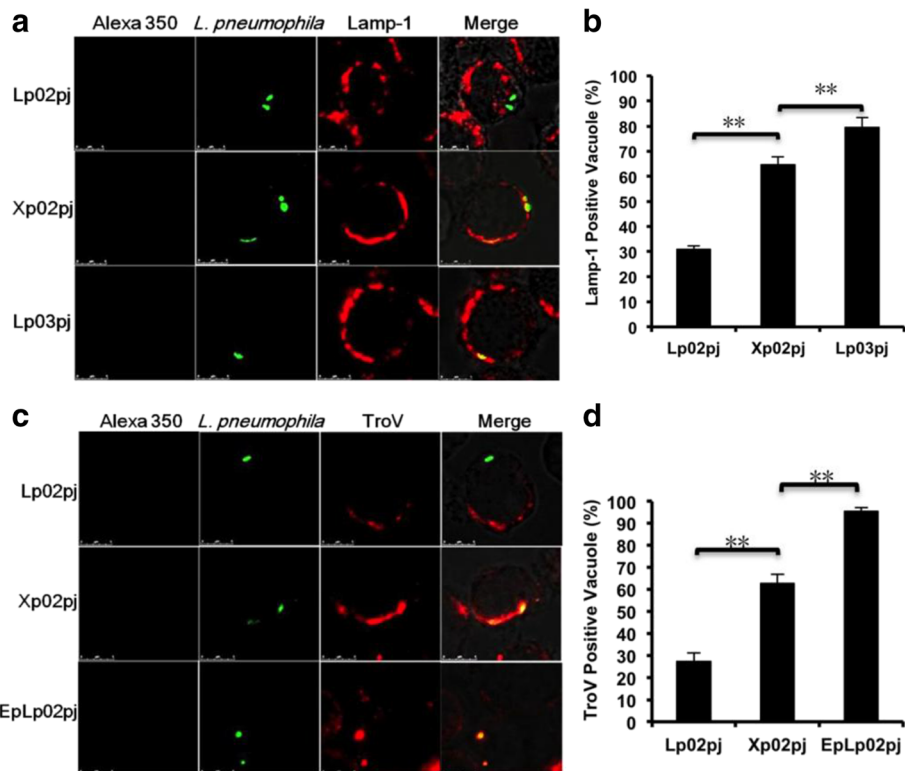 a
Alexa 350 L. pneumophila Lamp-1 Merge
Lp02pj
Xp02pj
Lp03pj
b
Lamp-1 Positive Vacuole (%)
100
90
80
70
60
50
40
30
20
10
0
**
**
Lp02pj Xp02pj Lp03pj
c
Alexa 350 L. pneumophila TroV Merge
Lp02pj
Xp02pj
EpLp02pj
d
TroV Positive Vacuole (%)
100
90
80
70
60
50
40
30
20
10
0
**
**
Lp02pj Xp02pj EpLp02pj